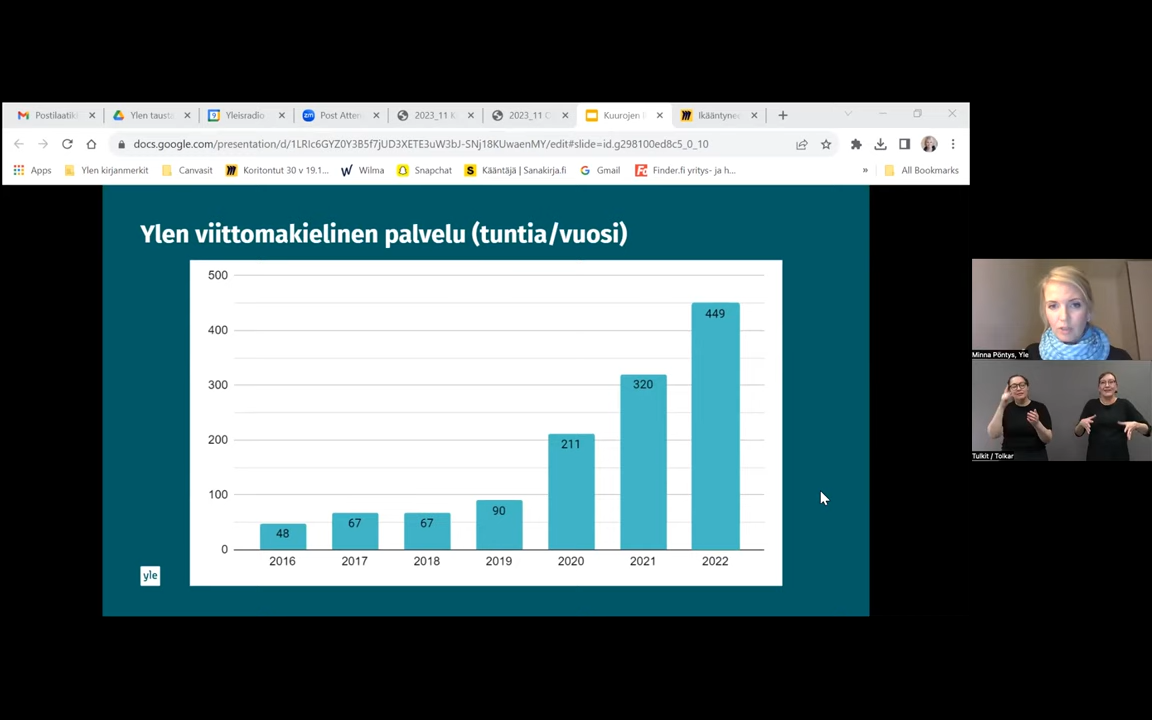 Postilaatik
Ylen tausta
Yleisradio
Post Atten
2023_11 K
2023_11 C
Kuurojen l
Ikääntynee
docs.google.com/presentation/d/1LRlc6GYZ0Y3B5f7jUD3XETE3uW3bJ-SNj18KUwaenMY/edit#slide=id.g298100ed8c5_0_10
Apps
Ylen kirjanmerkit
Canvasit
Koritontut 30 v 19.1...
Wilma
Snapchat
Kääntäjä | Sanakirja.fi
Gmail
Finder.fi yritys- ja h...
»
All Bookmarks
Ylen viittomakielinen palvelu (tuntia/vuosi)
500
400
300
200
100
0
48
67
67
90
211
320
449
2016
2017
2018
2019
2020
2021
2022
yle
Minna Pöntys, Yle
Tulkit / Tolkar